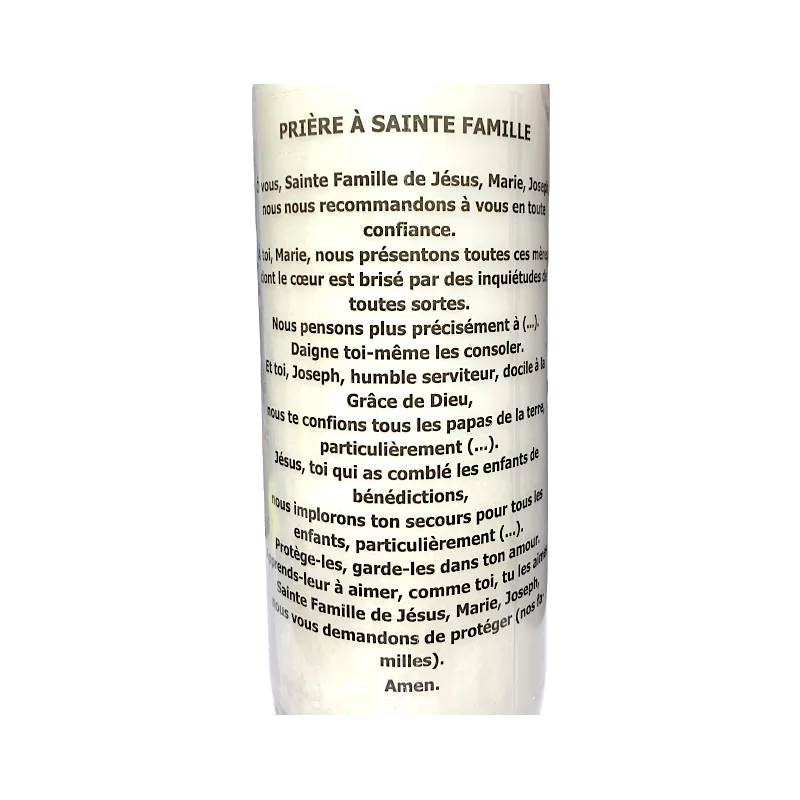 PRIÈRE À SAINTE FAMILLE
Ô vous, Sainte Famille de Jésus, Marie, Joseph
nous nous recommandons à vous en toute
confiance.
À toi, Marie, nous présentons toutes ces mères
dont le cœur est brisé par des inquiétudes de
toutes sortes.
Nous pensons plus précisément à (...).
Daigne toi-même les consoler.
Et toi, Joseph, humble serviteur, docile à la
Grâce de Dieu,
nous te confions tous les papas de la terre,
particulièrement (...).
Jésus, toi qui as comblé les enfants de
bénédictions,
nous implorons ton secours pour tous les
enfants, particulièrement (...).
Protège-les, garde-les dans ton amour.
Apprends-leur à aimer, comme toi, tu les aimes
Sainte Famille de Jésus, Marie, Joseph,
nous vous demandons de protéger (nos fa-
milles).
Amen.